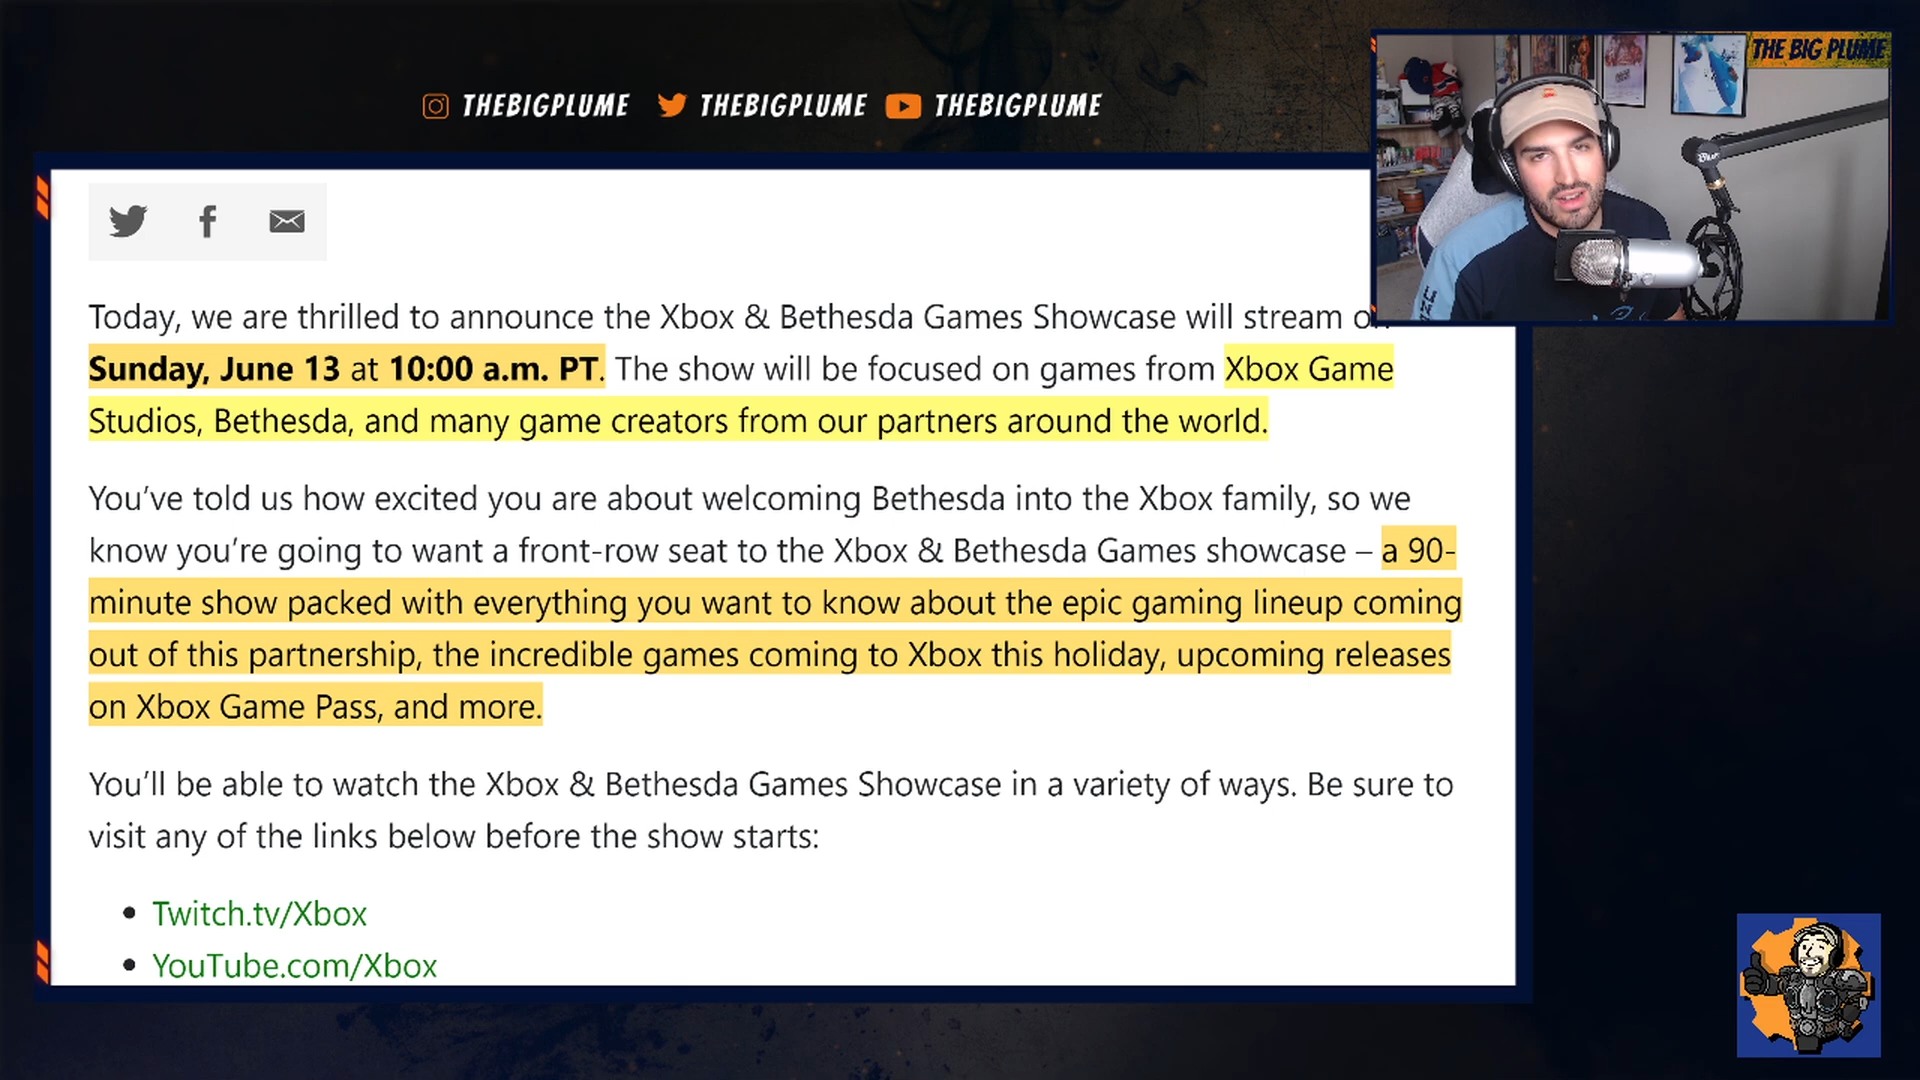 THE BIG PLUME
THEBIGPLUME THEBIGPLUME THEBIGPLUME
Today, we are thrilled to announce the Xbox & Bethesda Games Showcase will stream
Sunday, June 13 at 10:00 a.m. PT. The show will be focused on games from Xbox Game
Studios, Bethesda, and many game creators from our partners around the world.
You’ve told us how excited you are about welcoming Bethesda into the Xbox family, so we
know you’re going to want a front-row seat to the Xbox & Bethesda Games showcase – a 90-
minute show packed with everything you want to know about the epic gaming lineup coming
out of this partnership, the incredible games coming to Xbox this holiday, upcoming releases
on Xbox Game Pass, and more.
You’ll be able to watch the Xbox & Bethesda Games Showcase in a variety of ways. Be sure to
visit any of the links below before the show starts:
• Twitch.tv/Xbox
• YouTube.com/Xbox